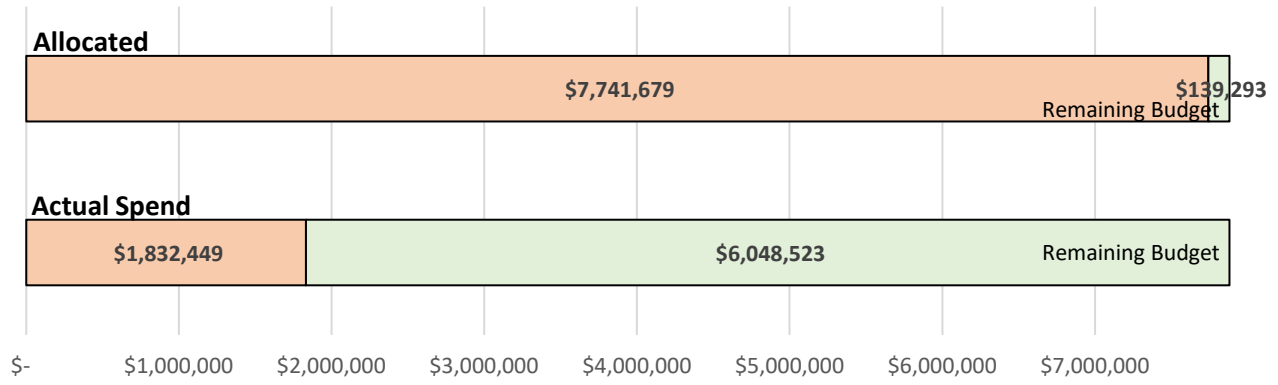 Allocated
$7,741,679
$139,293
Remaining Budget
Actual Spend
$1,832,449
$6,048,523
Remaining Budget
$- $1,000,000 $2,000,000 $3,000,000 $4,000,000 $5,000,000 $6,000,000 $7,000,000